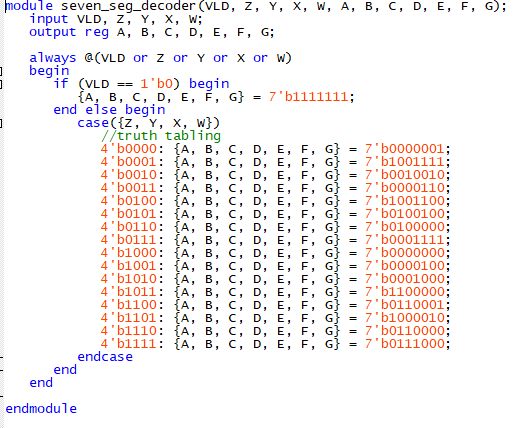 module seven_seg_decoder(VLD, Z, Y, X, W, A, B, C, D, E, F, G);
input VLD, Z, Y, X, W;
output reg A, B, C, D, E, F, G;
always @(VLD or Z or Y or X or W)
begin
if (VLD == 1'b0) begin
{A, B, C, D, E, F, G} = 7'b1111111;
end else begin
case({Z, Y, X, W})
//truth tabling
4'b0000: {A, B, C, D, E, F, G} = 7'b0000001;
4'b0001: {A, B, C, D, E, F, G} = 7'b1001111;
4'b0010: {A, B, C, D, E, F, G} = 7'b0010010;
4'b0011: {A, B, C, D, E, F, G} = 7'b0000110;
4'b0100: {A, B, C, D, E, F, G} = 7'b1001100;
4'b0101: {A, B, C, D, E, F, G} = 7'b0100100;
4'b0110: {A, B, C, D, E, F, G} = 7'b0100000;
4'b0111: {A, B, C, D, E, F, G} = 7'b0001111;
4'b1000: {A, B, C, D, E, F, G} = 7'b0000000;
4'b1001: {A, B, C, D, E, F, G} = 7'b0000100;
4'b1010: {A, B, C, D, E, F, G} = 7'b0001000;
4'b1011: {A, B, C, D, E, F, G} = 7'b1100000;
4'b1100: {A, B, C, D, E, F, G} = 7'b0110001;
4'b1101: {A, B, C, D, E, F, G} = 7'b1000010;
4'b1110: {A, B, C, D, E, F, G} = 7'b0110000;
4'b1111: {A, B, C, D, E, F, G} = 7'b0111000;
endcase
end
end
endmodule